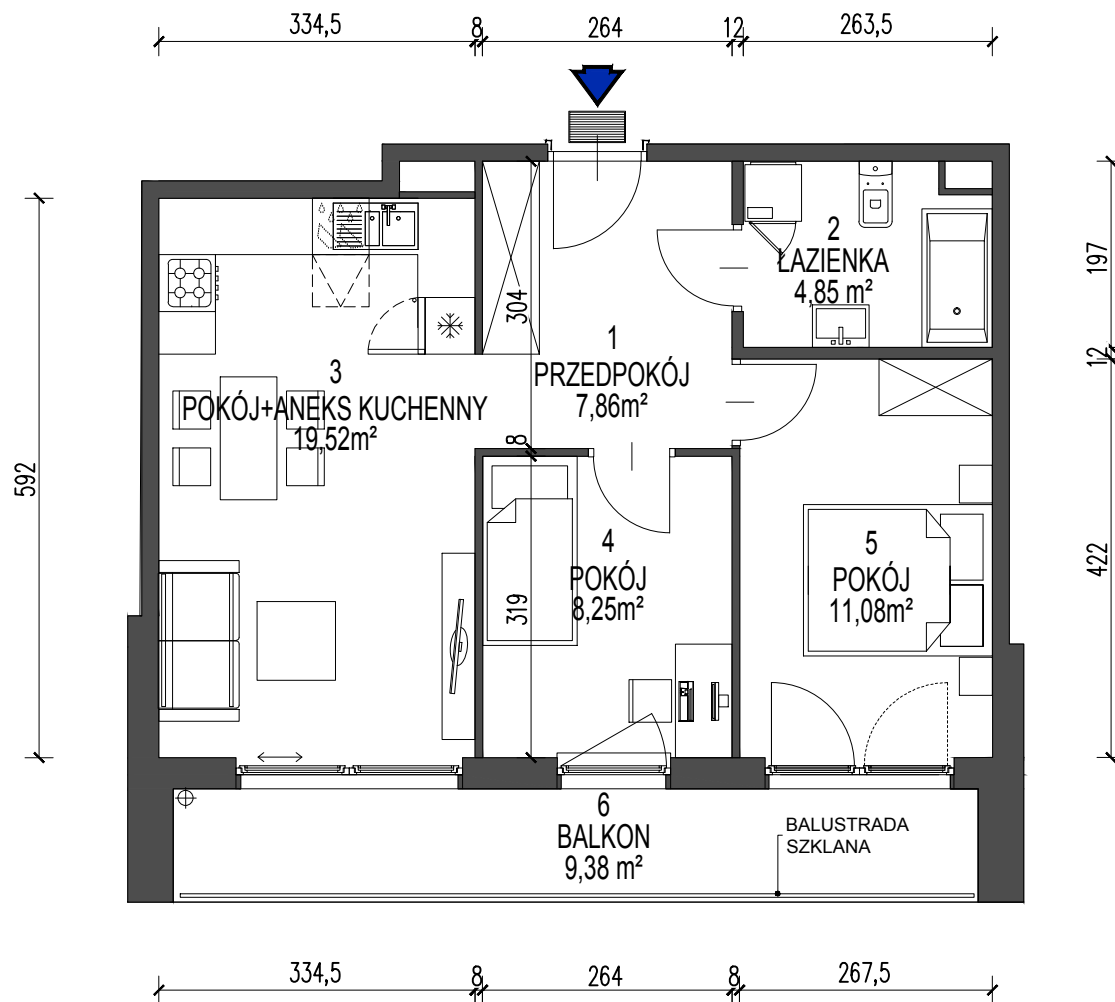 334,5
8
264
12
263,5
2
ŁAZIENKA
4,85 m²
197
304
1
PRZEDPOKÓJ
7,86m²
12
3
POKÓJ+ANEKS KUCHENNY
19,52m²
8
592
4
POKÓJ
8,25m²
319
5
POKÓJ
11,08m²
422
6
BALKON
9,38 m²
BALUSTRADA
SZKLANA
334,5
8
264
8
267,5